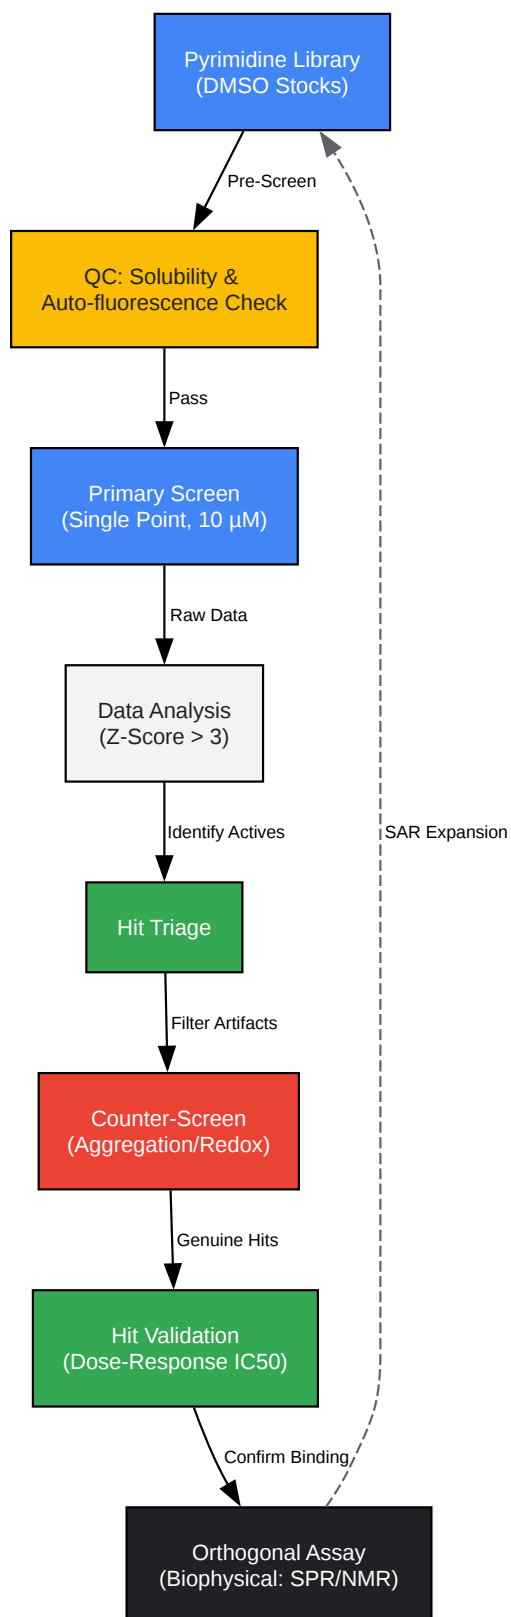 Pyrimidine Library
(DMSO Stocks)
Pre-Screen
QC: Solubility &
Auto-fluorescence Check
Pass
Primary Screen
(Single Point, 10 µM)
Raw Data
Data Analysis
(Z-Score > 3)
Identify Actives
SAR Expansion
Hit Triage
Filter Artifacts
Counter-Screen
(Aggregation/Redox)
Genuine Hits
Hit Validation
(Dose-Response IC50)
Confirm Binding
Orthogonal Assay
(Biophysical: SPR/NMR)